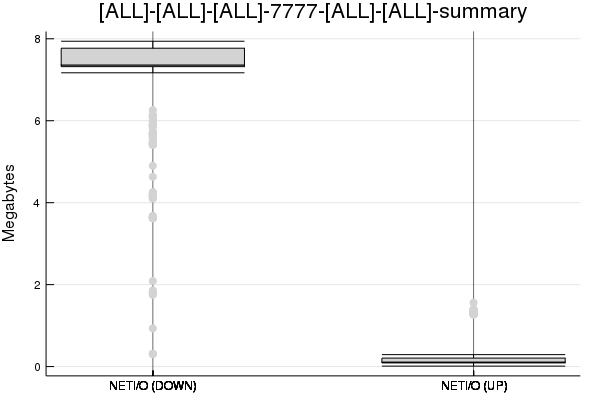 [ALL]-[ALL]-[ALL]-7777-[ALL]-[ALL]-summary
Megabytes
8
6
4
2
0
NETI/O (DOWN)
NETI/O (UP)